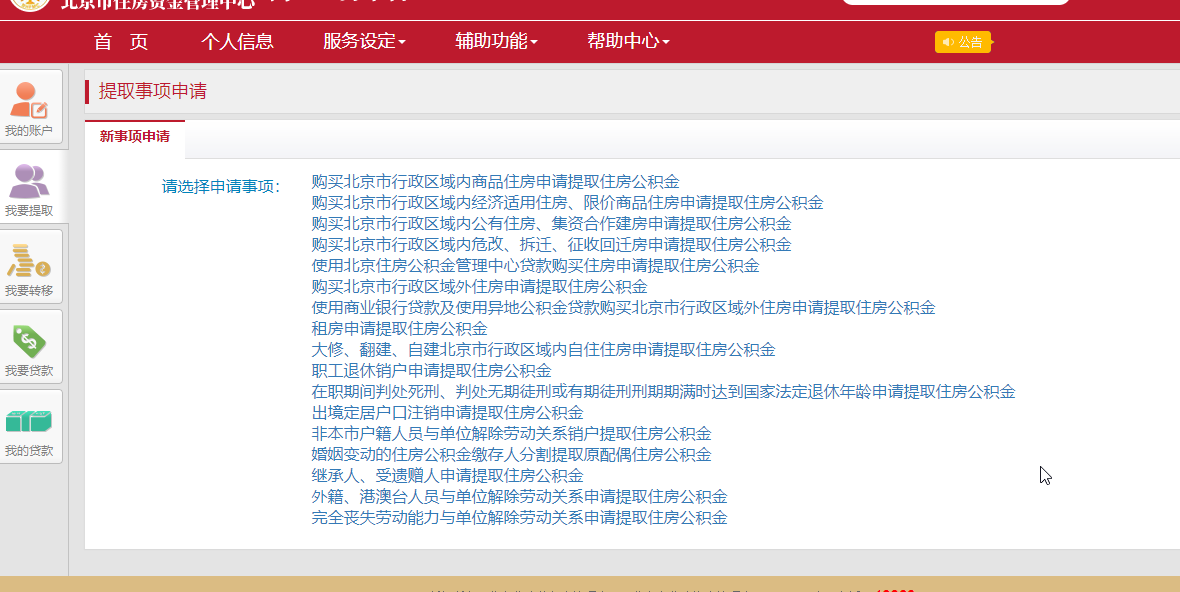 北京市住房资金管理中心
首 页 个人信息 服务设定 辅助功能 帮助中心 公告
提取事项申请
新事项申请
我的账户
我要提取
我要转移
我要贷款
我的贷款
请选择申请事项：
购买北京市行政区域内商品住房申请提取住房公积金
购买北京市行政区域内经济适用住房、限价商品住房申请提取住房公积金
购买北京市行政区域内公有住房、集资合作建房申请提取住房公积金
购买北京市行政区域内危改、拆迁、征收回迁房申请提取住房公积金
使用北京住房公积金管理中心贷款购买住房申请提取住房公积金
购买北京市行政区域外住房申请提取住房公积金
使用商业银行贷款及使用异地公积金贷款购买北京市行政区域外住房申请提取住房公积金
租房申请提取住房公积金
大修、翻建、自建北京市行政区域内自住住房申请提取住房公积金
职工退休销户申请提取住房公积金
在职期间判处死刑、判处无期徒刑或有期徒刑刑期期满时达到国家法定退休年龄申请提取住房公积金
出境定居户口注销申请提取住房公积金
非本市户籍人员与单位解除劳动关系销户提取住房公积金
婚姻变动的住房公积金缴存人分割提取原配偶住房公积金
继承人、受遗赠人申请提取住房公积金
外籍、港澳台人员与单位解除劳动关系申请提取住房公积金
完全丧失劳动能力与单位解除劳动关系申请提取住房公积金